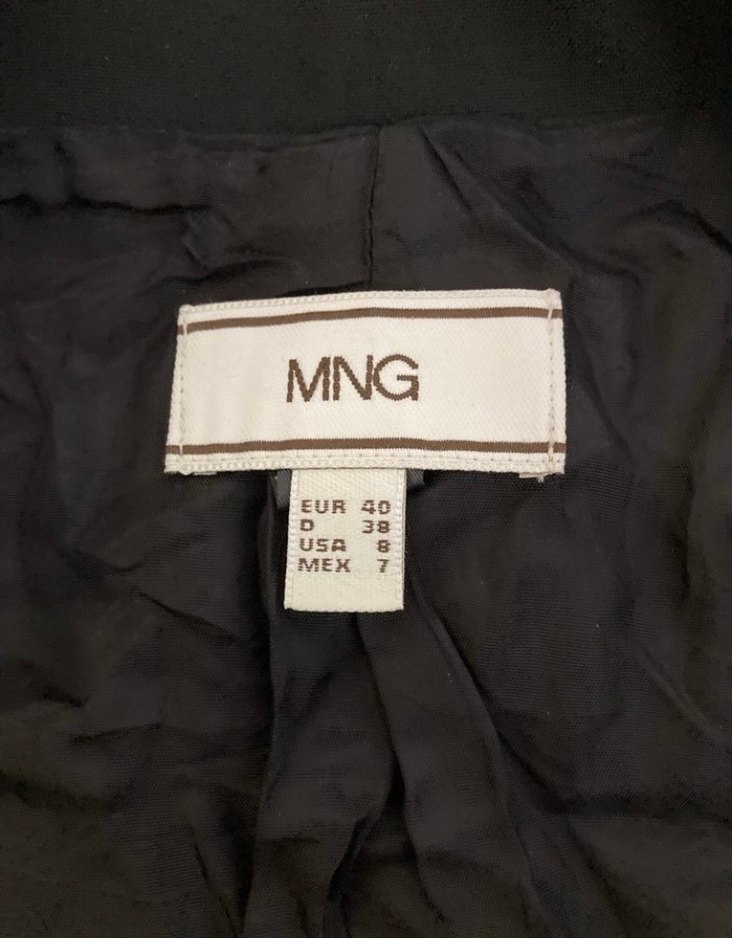 MNG
EUR 40
D 38
USA 8
MEX 7